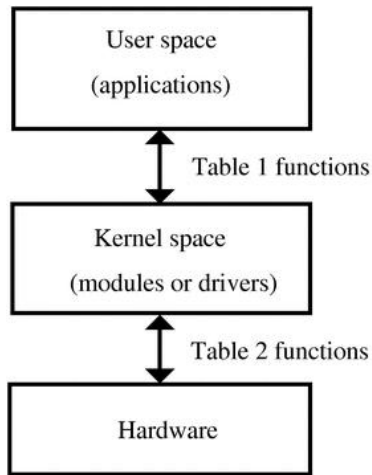 User space
(applications)
Table 1 functions
Kernel space
(modules or drivers)
Table 2 functions
Hardware